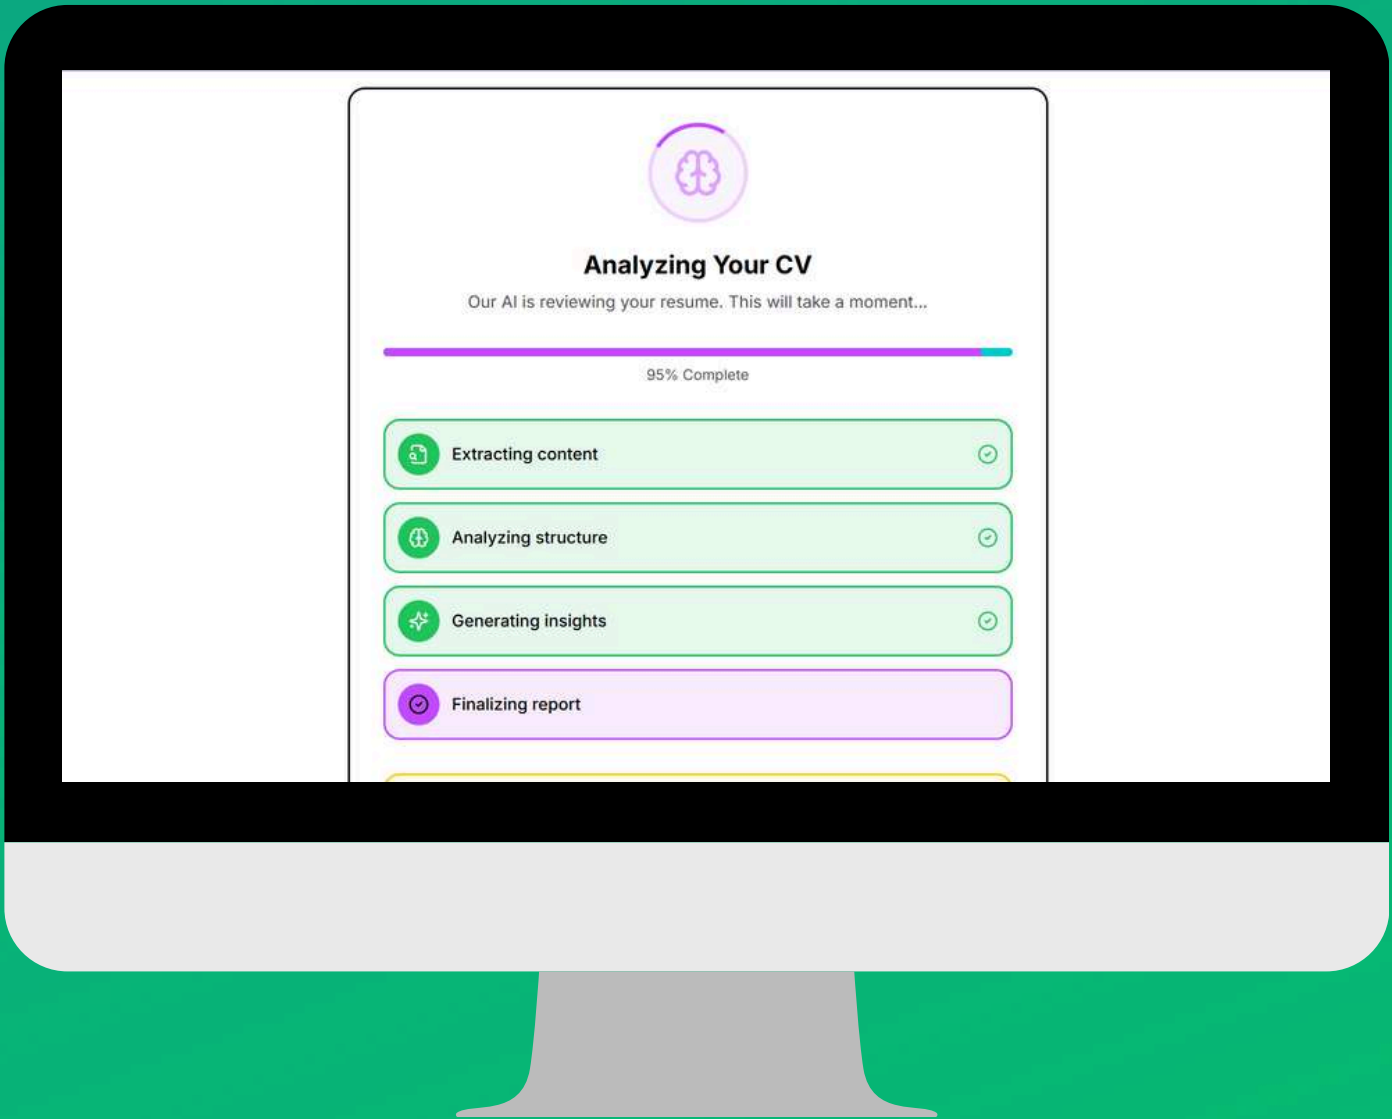 Analyzing Your CV
Our AI is reviewing your resume. This will take a moment...
95% Complete
Extracting content
Analyzing structure
Generating insights
Finalizing report